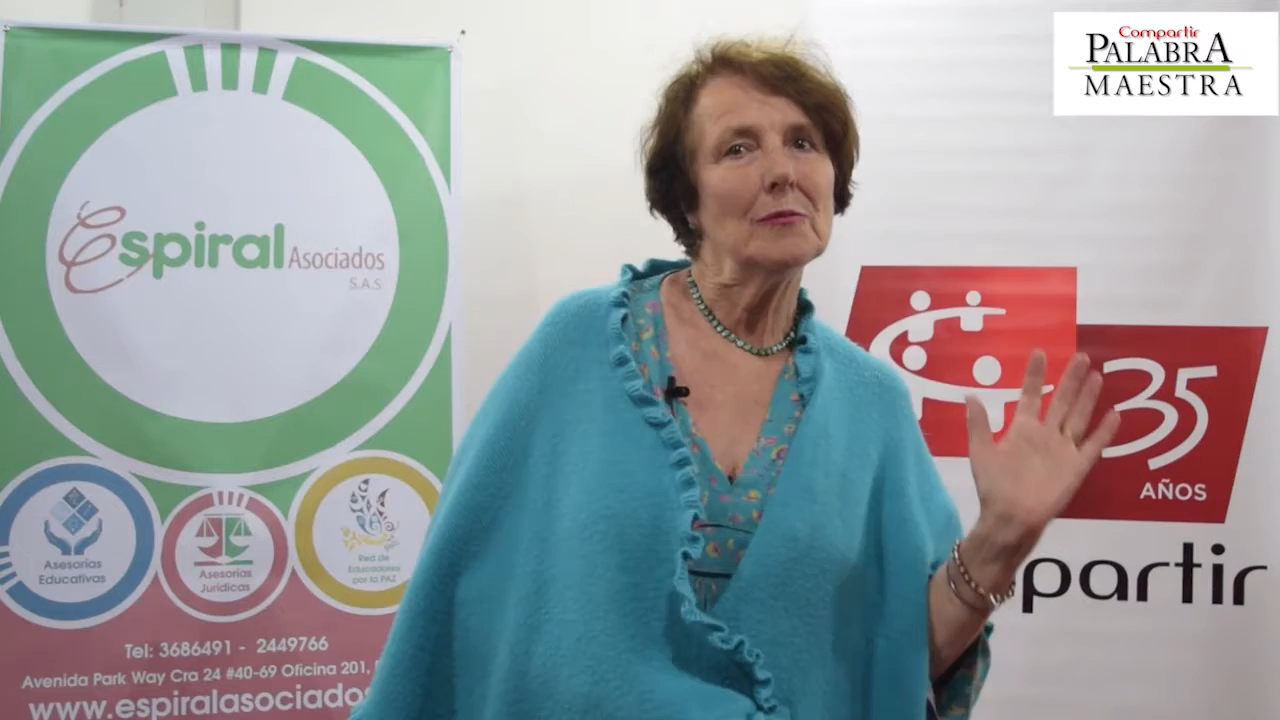 Compartir
PALABRA
MAESTRA
Espiral Asociados
S.A.S
Asesorías
Educativas
Asesorías
Jurídicas
Red de
Educadores
por la PAZ
Tel: 3686491 - 2449766
Avenida Park Way Cra 24 #40-69 Oficina 201,
www.espiralasociados
35
AÑOS
partir